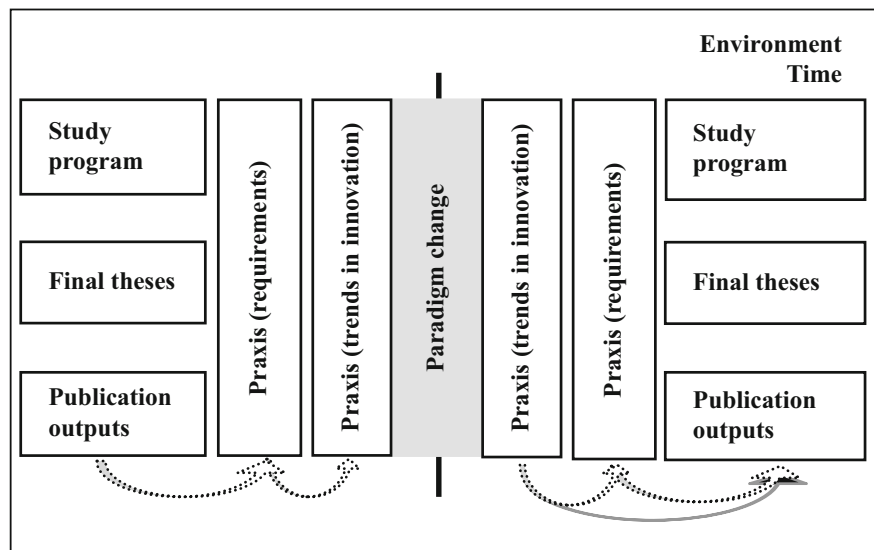 Environment
Time
Study
program
Final theses
Publication
outputs
Praxis (requirements)
Praxis (trends in innovation)
Paradigm change
Praxis (trends in innovation)
Praxis (requirements)
Study
program
Final theses
Publication
outputs